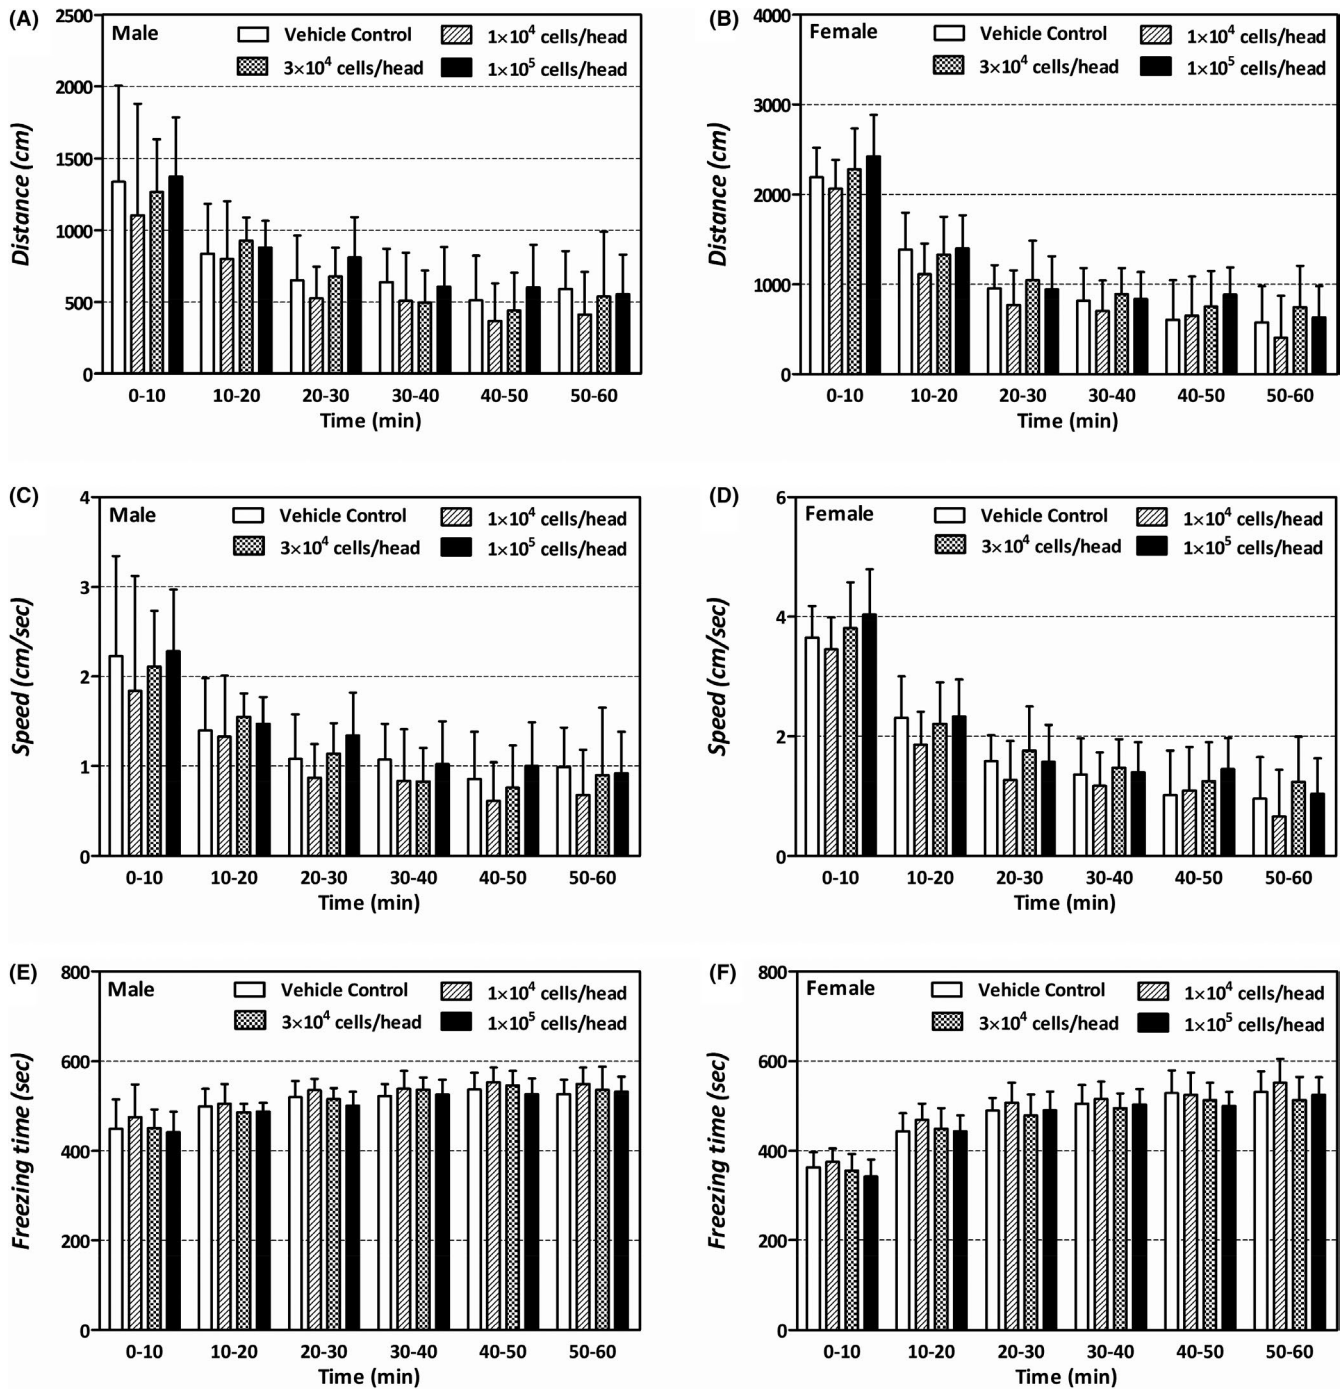 (A)
2500
2000
1500
1000
500
0
Distance (cm)
Male
Vehicle Control
1×10⁴ cells/head
3×10⁴ cells/head
1×10⁵ cells/head
0-10 10-20 20-30 30-40 40-50 50-60
Time (min)
(B)
4000
3000
2000
1000
0
Distance (cm)
Female
Vehicle Control
1×10⁴ cells/head
3×10⁴ cells/head
1×10⁵ cells/head
0-10 10-20 20-30 30-40 40-50 50-60
Time (min)
(C)
4
3
2
1
0
Speed (cm/sec)
Male
Vehicle Control
1×10⁴ cells/head
3×10⁴ cells/head
1×10⁵ cells/head
0-10 10-20 20-30 30-40 40-50 50-60
Time (min)
(D)
6
4
2
0
Speed (cm/sec)
Female
Vehicle Control
1×10⁴ cells/head
3×10⁴ cells/head
1×10⁵ cells/head
0-10 10-20 20-30 30-40 40-50 50-60
Time (min)
(E)
800
600
400
200
0
Freezing time (sec)
Male
Vehicle Control
1×10⁴ cells/head
3×10⁴ cells/head
1×10⁵ cells/head
0-10 10-20 20-30 30-40 40-50 50-60
Time (min)
(F)
800
600
400
200
0
Freezing time (sec)
Female
Vehicle Control
1×10⁴ cells/head
3×10⁴ cells/head
1×10⁵ cells/head
0-10 10-20 20-30 30-40 40-50 50-60
Time (min)